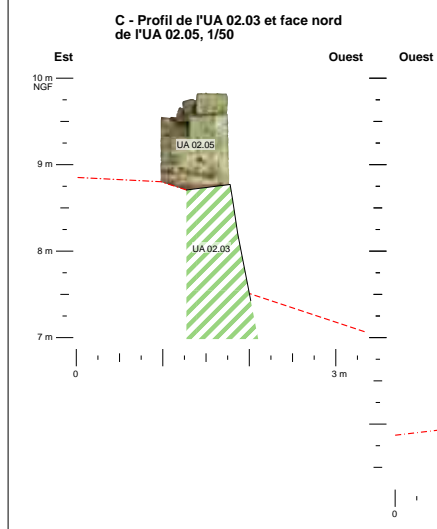 C - Profil de l'UA 02.03 et face nord
de l'UA 02.05, 1/50
Est
Ouest
Ouest
10 m
NGF
UA 02.05
9 m
UA 02.03
8 m
7 m
0
3 m
0